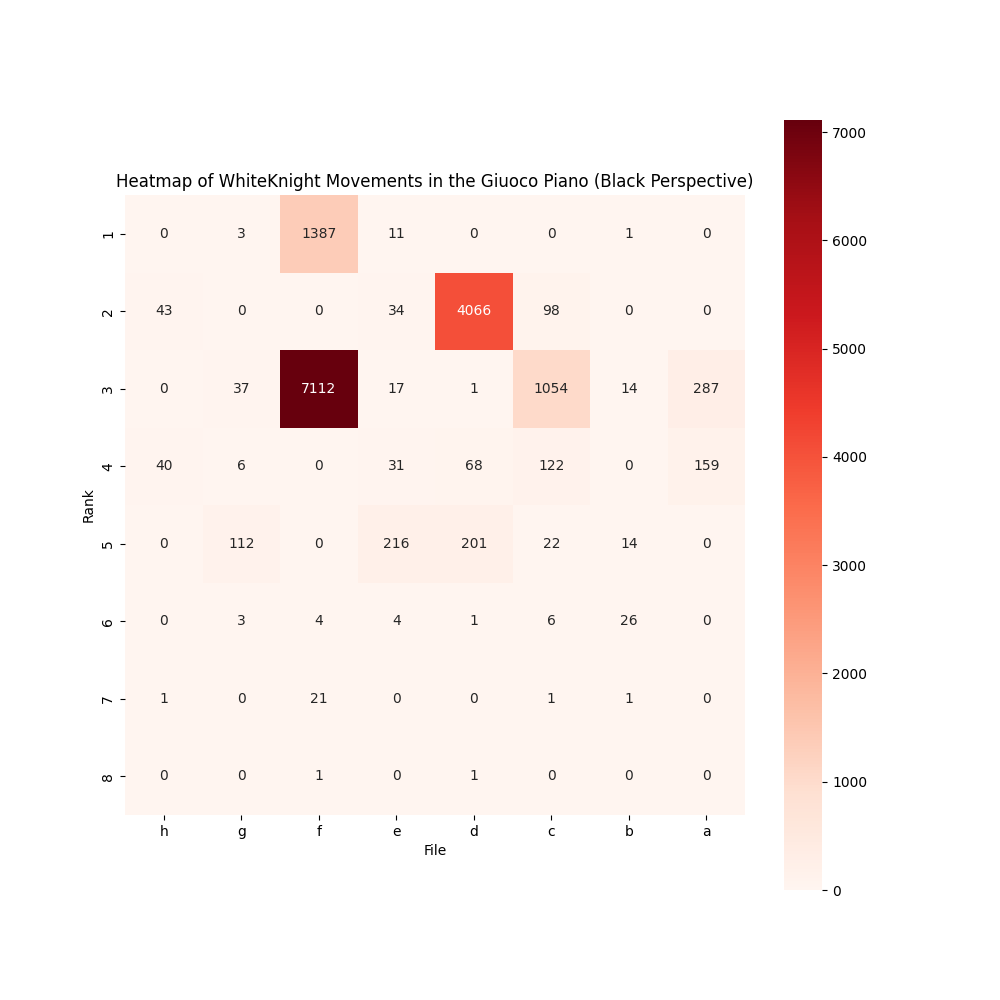 Heatmap of WhiteKnight Movements in the Giuoco Piano (Black Perspective)
7000
6000
5000
4000
3000
2000
1000
0
Rank
1 0 3 1387 11 0 0 1 0
2 43 0 0 34 4066 98 0 0
3 0 37 7112 17 1 1054 14 287
4 40 6 0 31 68 122 0 159
5 0 112 0 216 201 22 14 0
6 0 3 4 4 1 6 26 0
7 1 0 21 0 0 1 1 0
8 0 0 1 0 1 0 0 0
h g f e d c b a
File